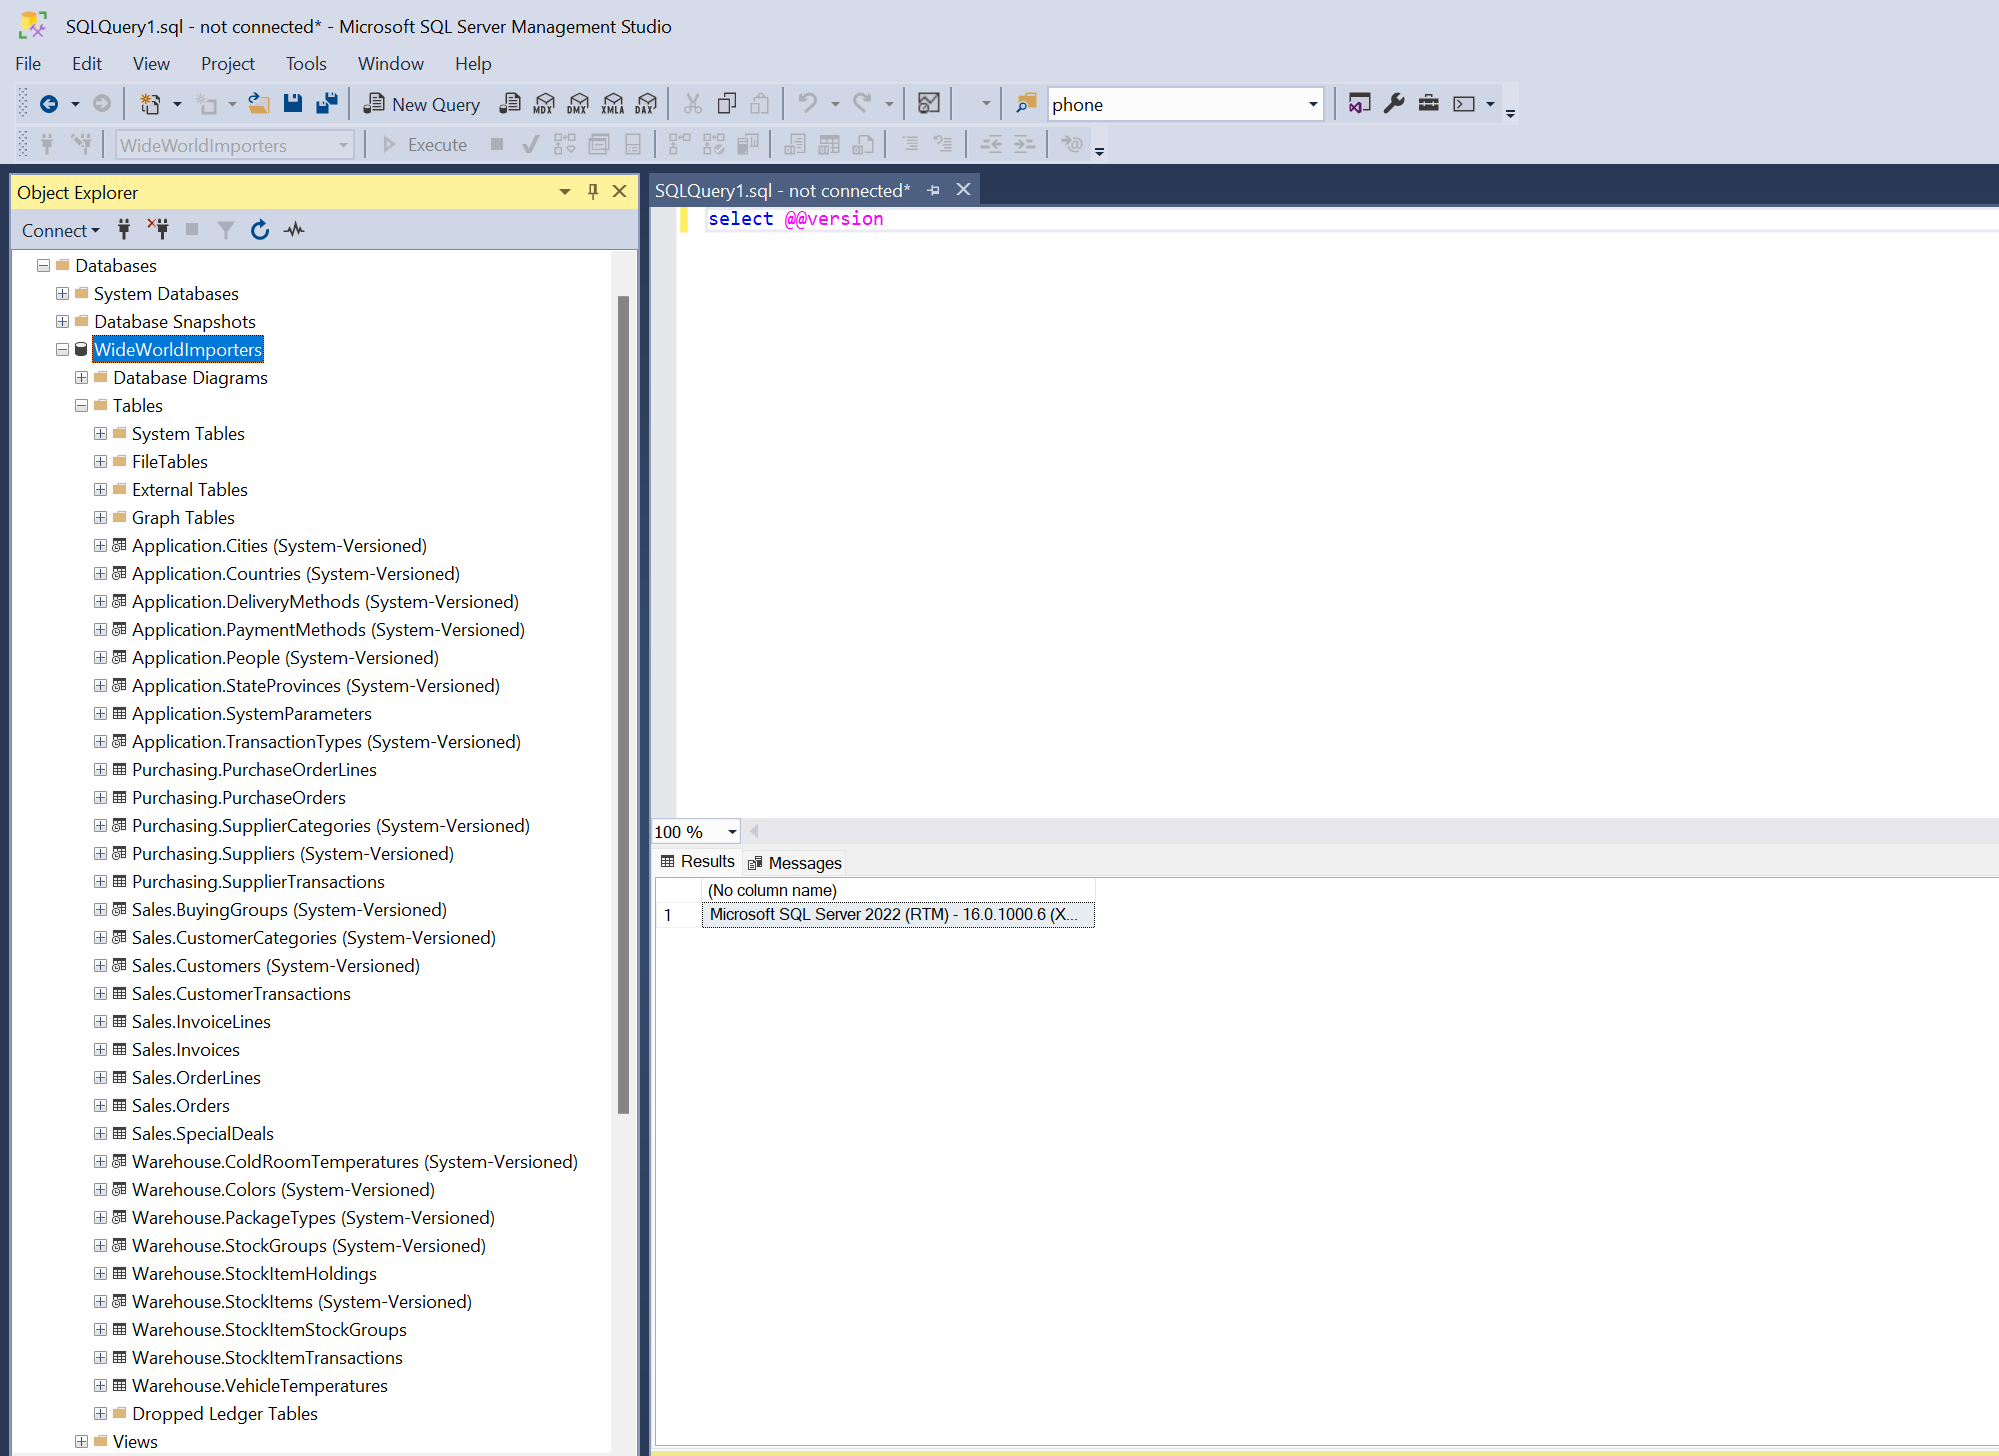 SQLQuery1.sql - not connected* - Microsoft SQL Server Management Studio
File Edit View Project Tools Window Help
New Query MDX DMX XMLA DAX phone
WideWorldImporters Execute
Object Explorer
SQLQuery1.sql - not connected*
Connect
select @@version
Databases
System Databases
Database Snapshots
WideWorldImporters
Database Diagrams
Tables
System Tables
FileTables
External Tables
Graph Tables
Application.Cities (System-Versioned)
Application.Countries (System-Versioned)
Application.DeliveryMethods (System-Versioned)
Application.PaymentMethods (System-Versioned)
Application.People (System-Versioned)
Application.StateProvinces (System-Versioned)
Application.SystemParameters
Application.TransactionTypes (System-Versioned)
Purchasing.PurchaseOrderLines
Purchasing.PurchaseOrders
Purchasing.SupplierCategories (System-Versioned)
Purchasing.Suppliers (System-Versioned)
Purchasing.SupplierTransactions
Sales.BuyingGroups (System-Versioned)
Sales.CustomerCategories (System-Versioned)
Sales.Customers (System-Versioned)
Sales.CustomerTransactions
Sales.InvoiceLines
Sales.Invoices
Sales.OrderLines
Sales.Orders
Sales.SpecialDeals
Warehouse.ColdRoomTemperatures (System-Versioned)
Warehouse.Colors (System-Versioned)
Warehouse.PackageTypes (System-Versioned)
Warehouse.StockGroups (System-Versioned)
Warehouse.StockItemHoldings
Warehouse.StockItems (System-Versioned)
Warehouse.StockItemStockGroups
Warehouse.StockItemTransactions
Warehouse.VehicleTemperatures
Dropped Ledger Tables
Views
100 %
Results Messages
(No column name)
1 Microsoft SQL Server 2022 (RTM) - 16.0.1000.6 (X...